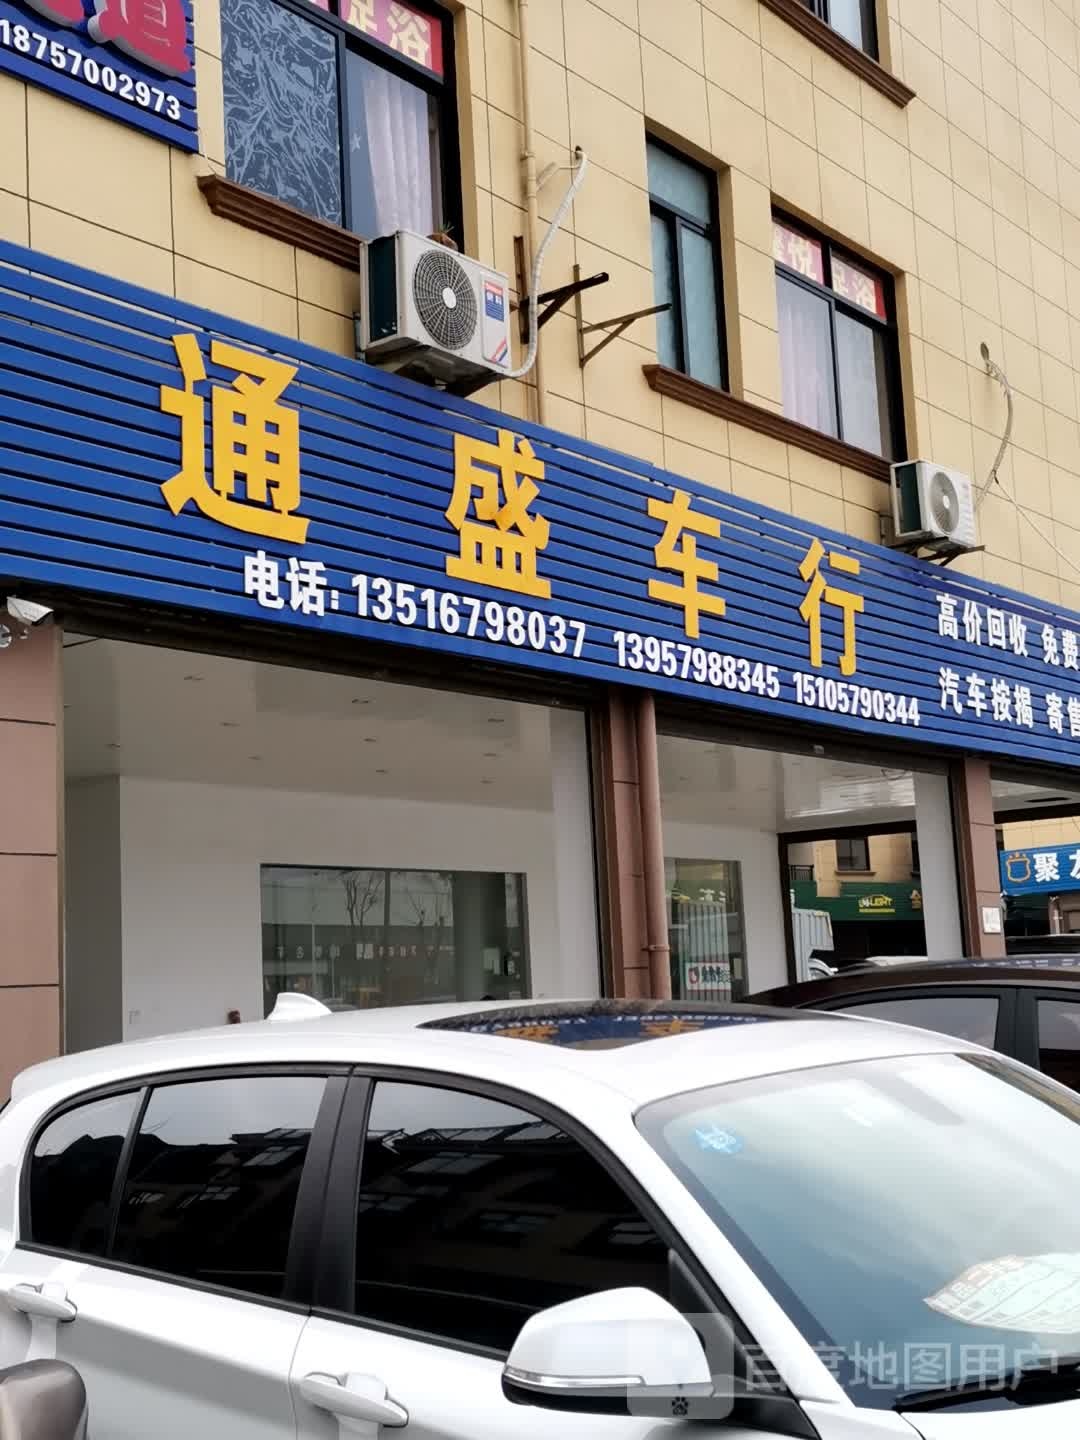 18757002973
足浴
悦 足浴
通盛车行
电话: 13516798037 13957988345 15105790344
高价回收 免费
汽车按揭 寄售
聚
百度地图用户